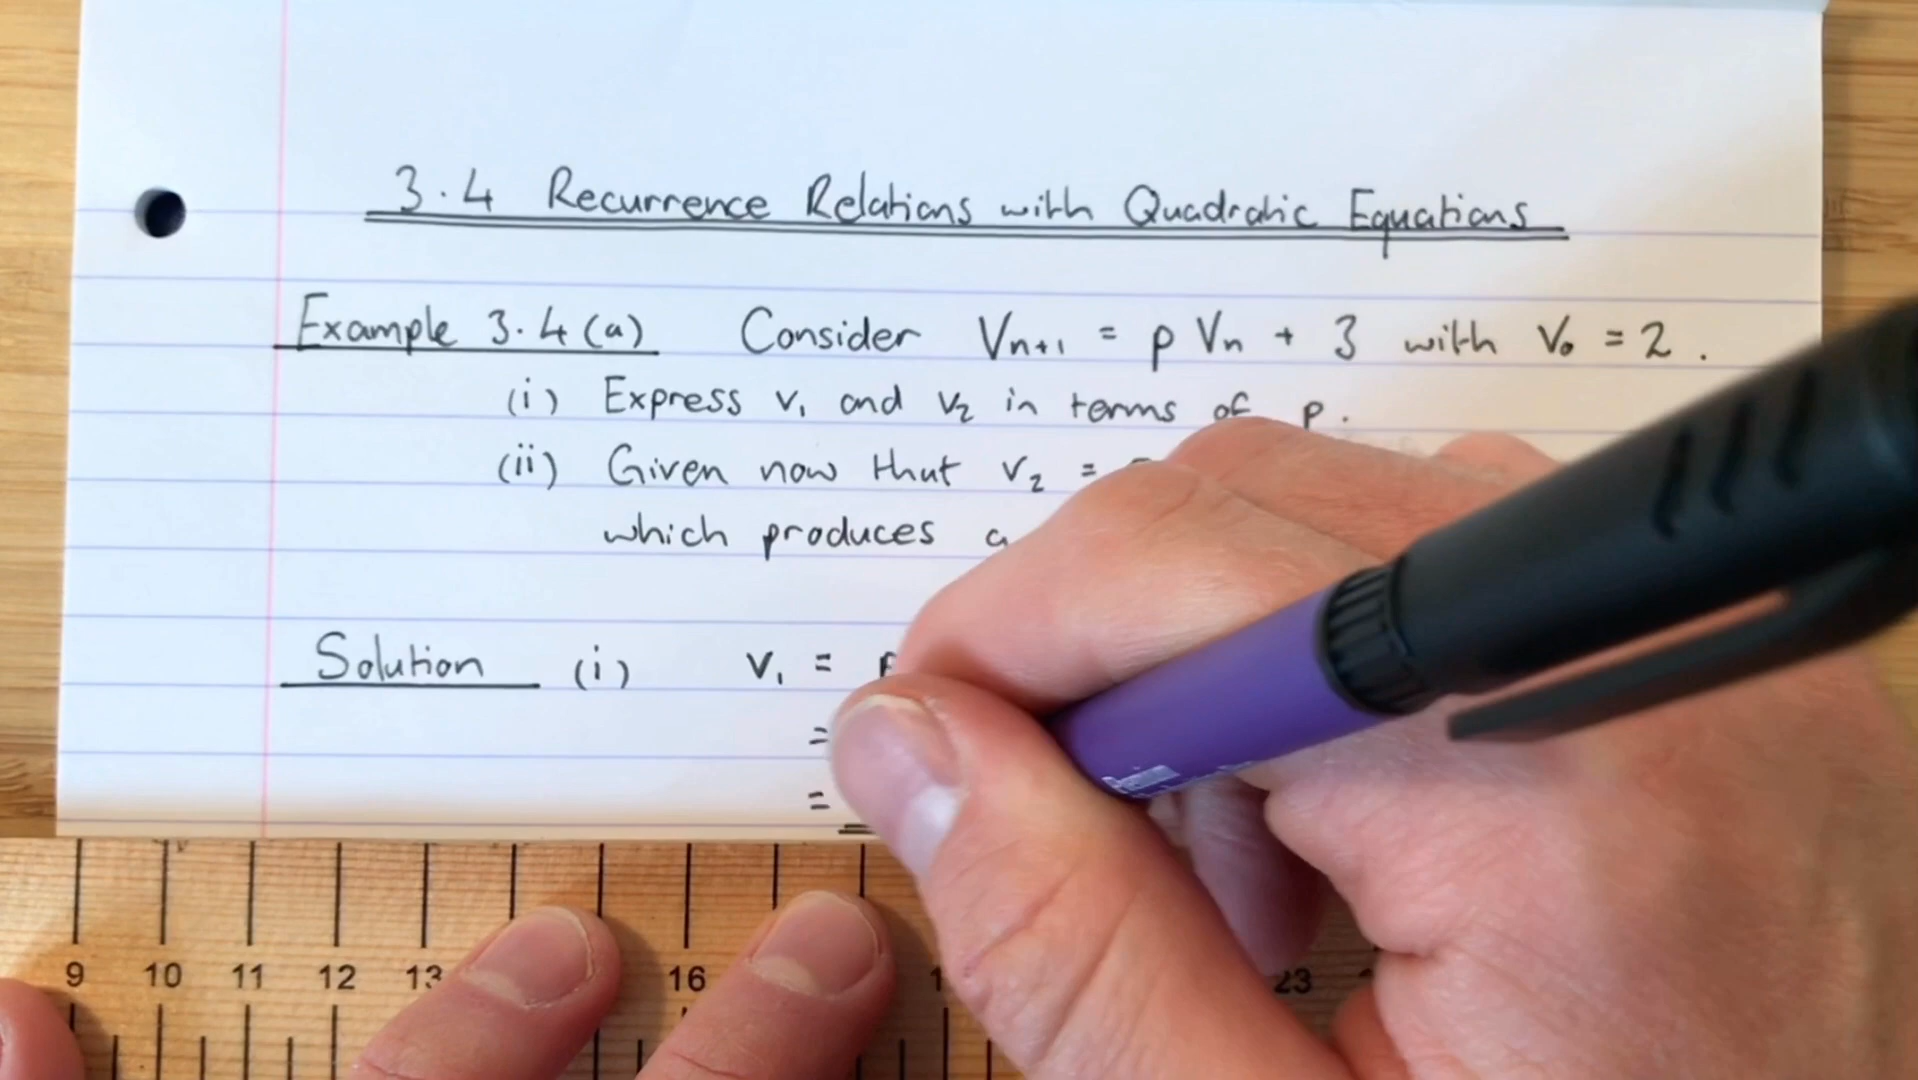 3.4 Recurrence Relations with Quadratic Equations
Example 3.4 (a) Consider Vn+1 = p Vn + 3 with V₀ = 2 .
(i) Express v₁ and v₂ in terms of p .
(ii) Given now that v₂ =
which produces a
Solution (i) v₁ =
=
=
9 10 11 12 13 16 23